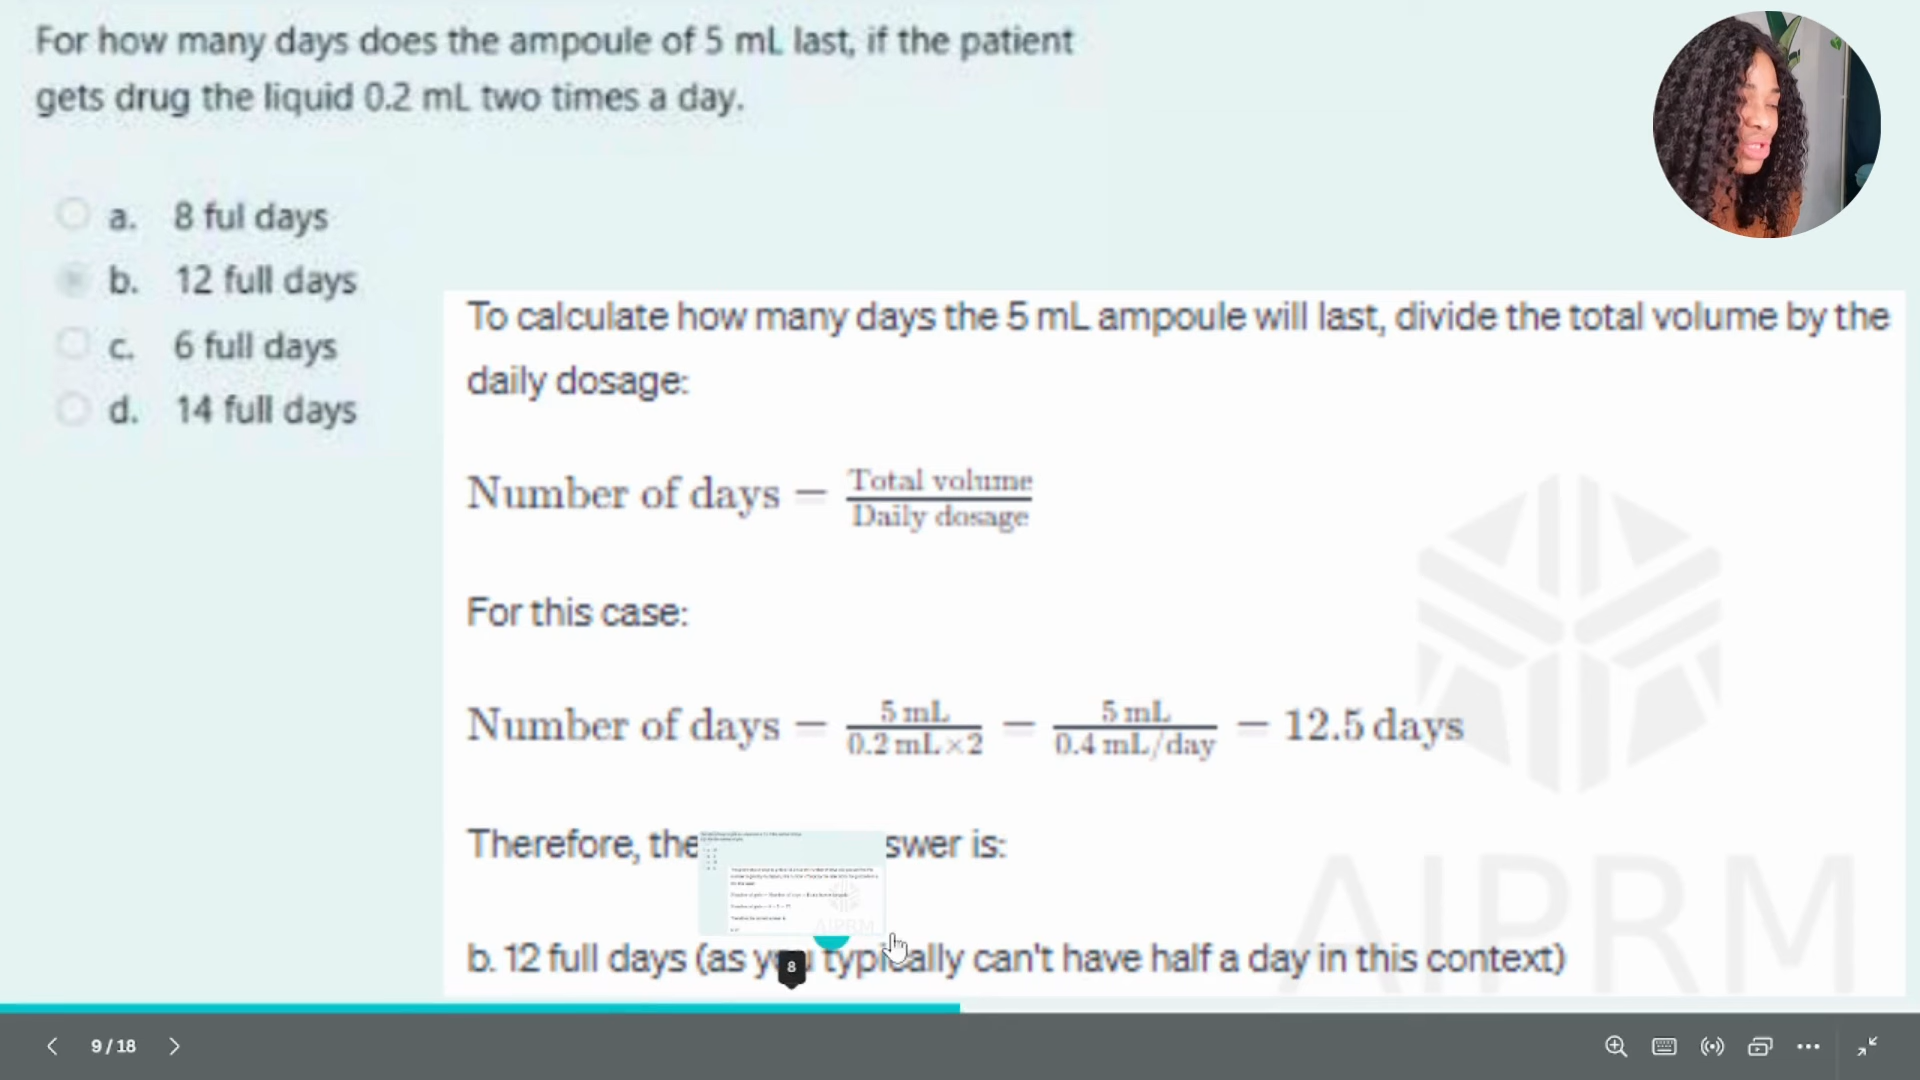 For how many days does the ampoule of 5 mL last, if the patient
gets drug the liquid 0.2 mL two times a day.
a. 8 ful days
b. 12 full days
c. 6 full days
d. 14 full days
To calculate how many days the 5 mL ampoule will last, divide the total volume by the
daily dosage:
Number of days = Total volume / Daily dosage
For this case:
Number of days = 5 mL / 0.2 mL×2 = 5 mL / 0.4 mL/day = 12.5 days
Therefore, the swer is:
b. 12 full days (as you typically can't have half a day in this context)
AIPRM
8
9 / 18